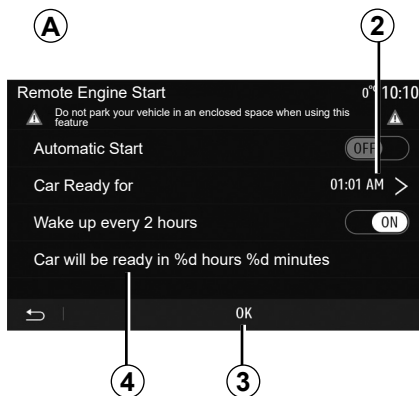 A
2
Remote Engine Start 0° 10:10
Do not park your vehicle in an enclosed space when using this
feature
Automatic Start OFF
Car Ready for 01:01 AM >
Wake up every 2 hours ON
Car will be ready in %d hours %d minutes
OK
4
3